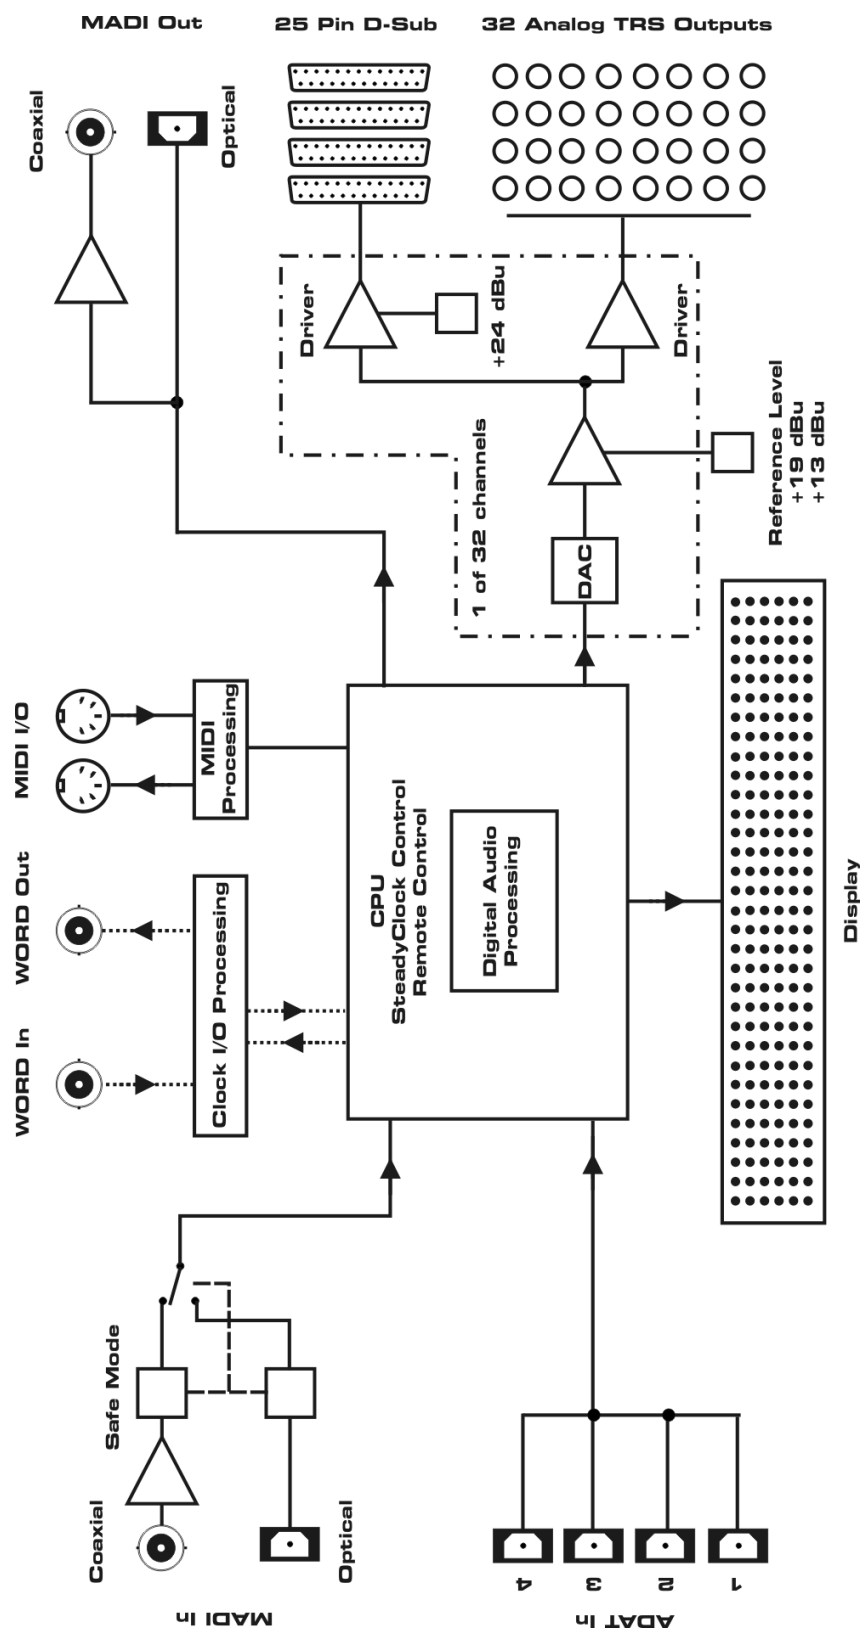 MADI Out
25 Pin D-Sub
32 Analog TRS Outputs
Coaxial
Optical
Driver
+24 dBu
Driver
1 of 32 channels
DAC
Reference Level
+19 dBu
+13 dBu
MIDI I/O
MIDI
Processing
WORD Out
WORD In
Clock I/O Processing
CPU
SteadyClock Control
Remote Control
Digital Audio
Processing
Display
Safe Mode
Coaxial
Optical
MADI In
4
3
2
1
ADAT In